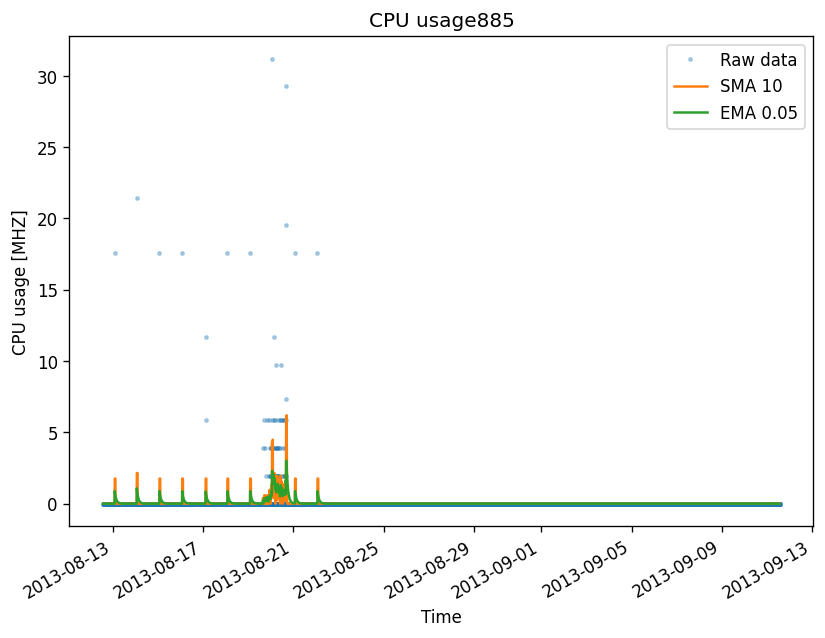 CPU usage885
Raw data
SMA 10
EMA 0.05
CPU usage [MHZ]
30
25
20
15
10
5
0
2013-08-13
2013-08-17
2013-08-21
2013-08-25
2013-08-29
2013-09-01
2013-09-05
2013-09-09
2013-09-13
Time